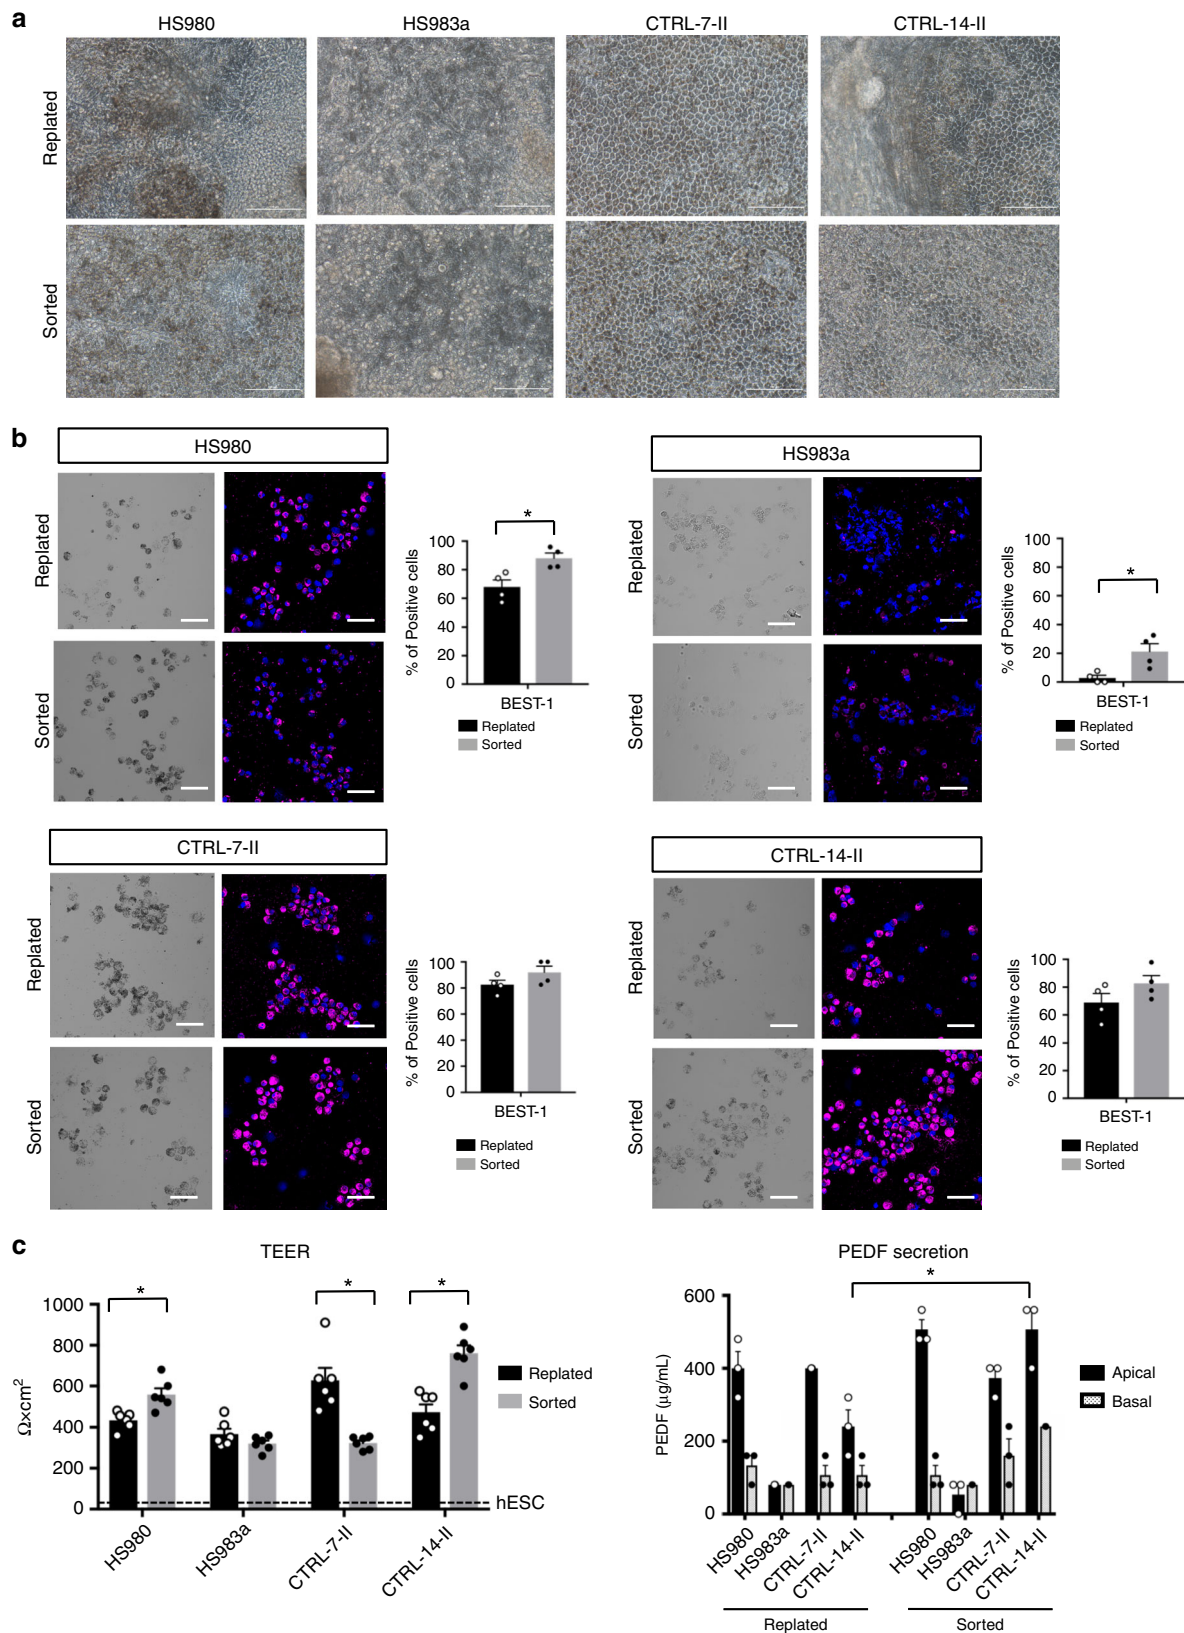 a
HS980 HS983a CTRL-7-II CTRL-14-II
Replated
Sorted
b
HS980
Replated
Sorted
% of Positive cells
100
80
60
40
20
0
*
BEST-1
Replated
Sorted
HS983a
Replated
Sorted
% of Positive cells
100
80
60
40
20
0
*
BEST-1
Replated
Sorted
CTRL-7-II
Replated
Sorted
% of Positive cells
100
80
60
40
20
0
BEST-1
Replated
Sorted
CTRL-14-II
Replated
Sorted
% of Positive cells
100
80
60
40
20
0
BEST-1
Replated
Sorted
c
TEER
Ω×cm²
1000
800
600
400
200
0
* * *
hESC
Replated
Sorted
HS980 HS983a CTRL-7-II CTRL-14-II
PEDF secretion
PEDF (μg/mL)
600
400
200
0
*
Apical
Basal
HS980 HS983a CTRL-7-II CTRL-14-II HS980 HS983a CTRL-7-II CTRL-14-II
Replated Sorted